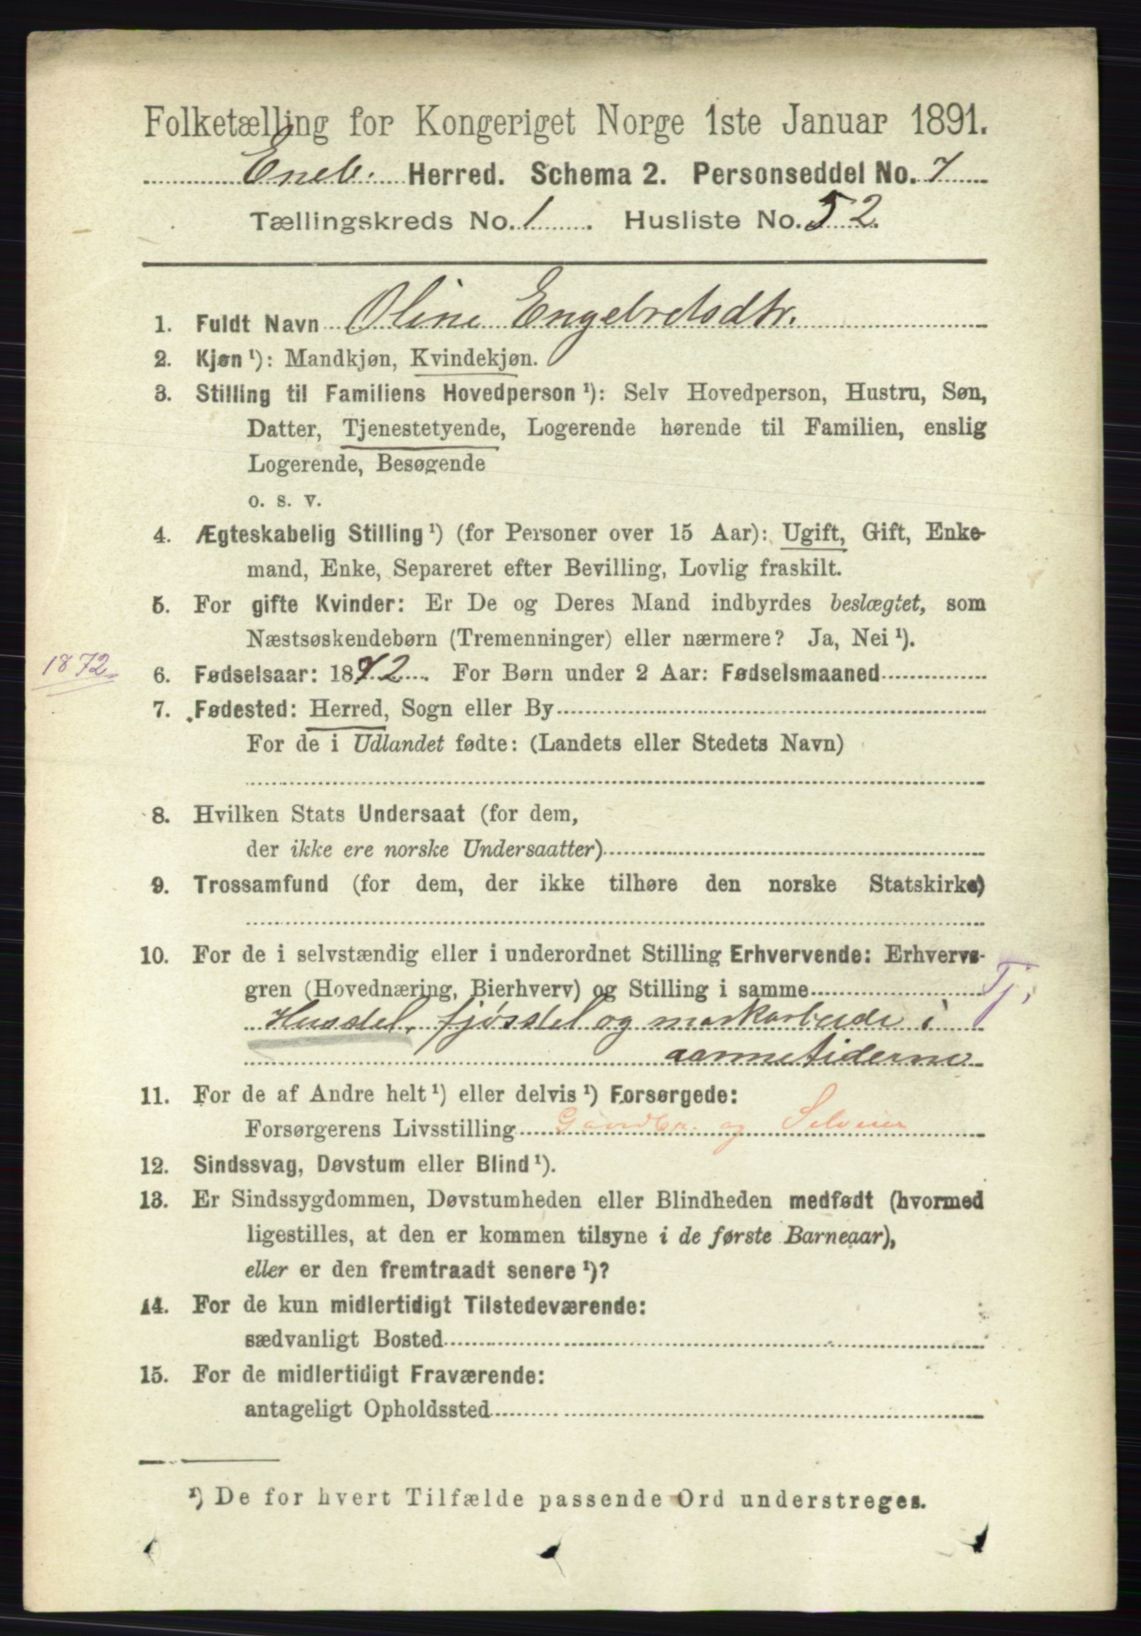 Folketælling for Kongeriget Norge 1ste Januar 1891.
Eneb. Herred. Schema 2. Personseddel No. 7
Tællingskreds No. 1. Husliste No. 52.
1. Fuldt Navn Oline Engebretsdtr.
2. Kjøn ¹): Mandkjøn, Kvindekjøn.
3. Stilling til Familiens Hovedperson ¹): Selv Hovedperson, Hustru, Søn,
Datter, Tjenestetyende, Logerende hørende til Familien, enslig
Logerende, Besøgende
o. s. v.
4. Ægteskabelig Stilling ¹) (for Personer over 15 Aar): Ugift, Gift, Enke-
mand, Enke, Separeret efter Bevilling, Lovlig fraskilt.
5. For gifte Kvinder: Er De og Deres Mand indbyrdes beslægtet, som
Næstsøskendebørn (Tremenninger) eller nærmere? Ja, Nei ¹).
1872
6. Fødselsaar: 1872. For Børn under 2 Aar: Fødselsmaaned
7. Fødested: Herred, Sogn eller By
For de i Udlandet fødte: (Landets eller Stedets Navn)
8. Hvilken Stats Undersaat (for dem,
der ikke ere norske Undersaatter)
9. Trossamfund (for dem, der ikke tilhøre den norske Statskirke)
10. For de i selvstændig eller i underordnet Stilling Erhvervende: Erhvervs-
gren (Hovednæring, Bierhverv) og Stilling i samme Tj.
Husstel, fjøsstel og markarbeide i
aannetiderne
11. For de af Andre helt ¹) eller delvis ¹) Forsørgede:
Forsørgerens Livsstilling Gaardbr. og Selveier
12. Sindssvag, Døvstum eller Blind ¹).
13. Er Sindssygdommen, Døvstumheden eller Blindheden medfødt (hvormed
ligestilles, at den er kommen tilsyne i de første Barneaar),
eller er den fremtraadt senere ¹)?
14. For de kun midlertidigt Tilstedeværende:
sædvanligt Bosted
15. For de midlertidigt Fraværende:
antageligt Opholdssted
¹) De for hvert Tilfælde passende Ord understreges.